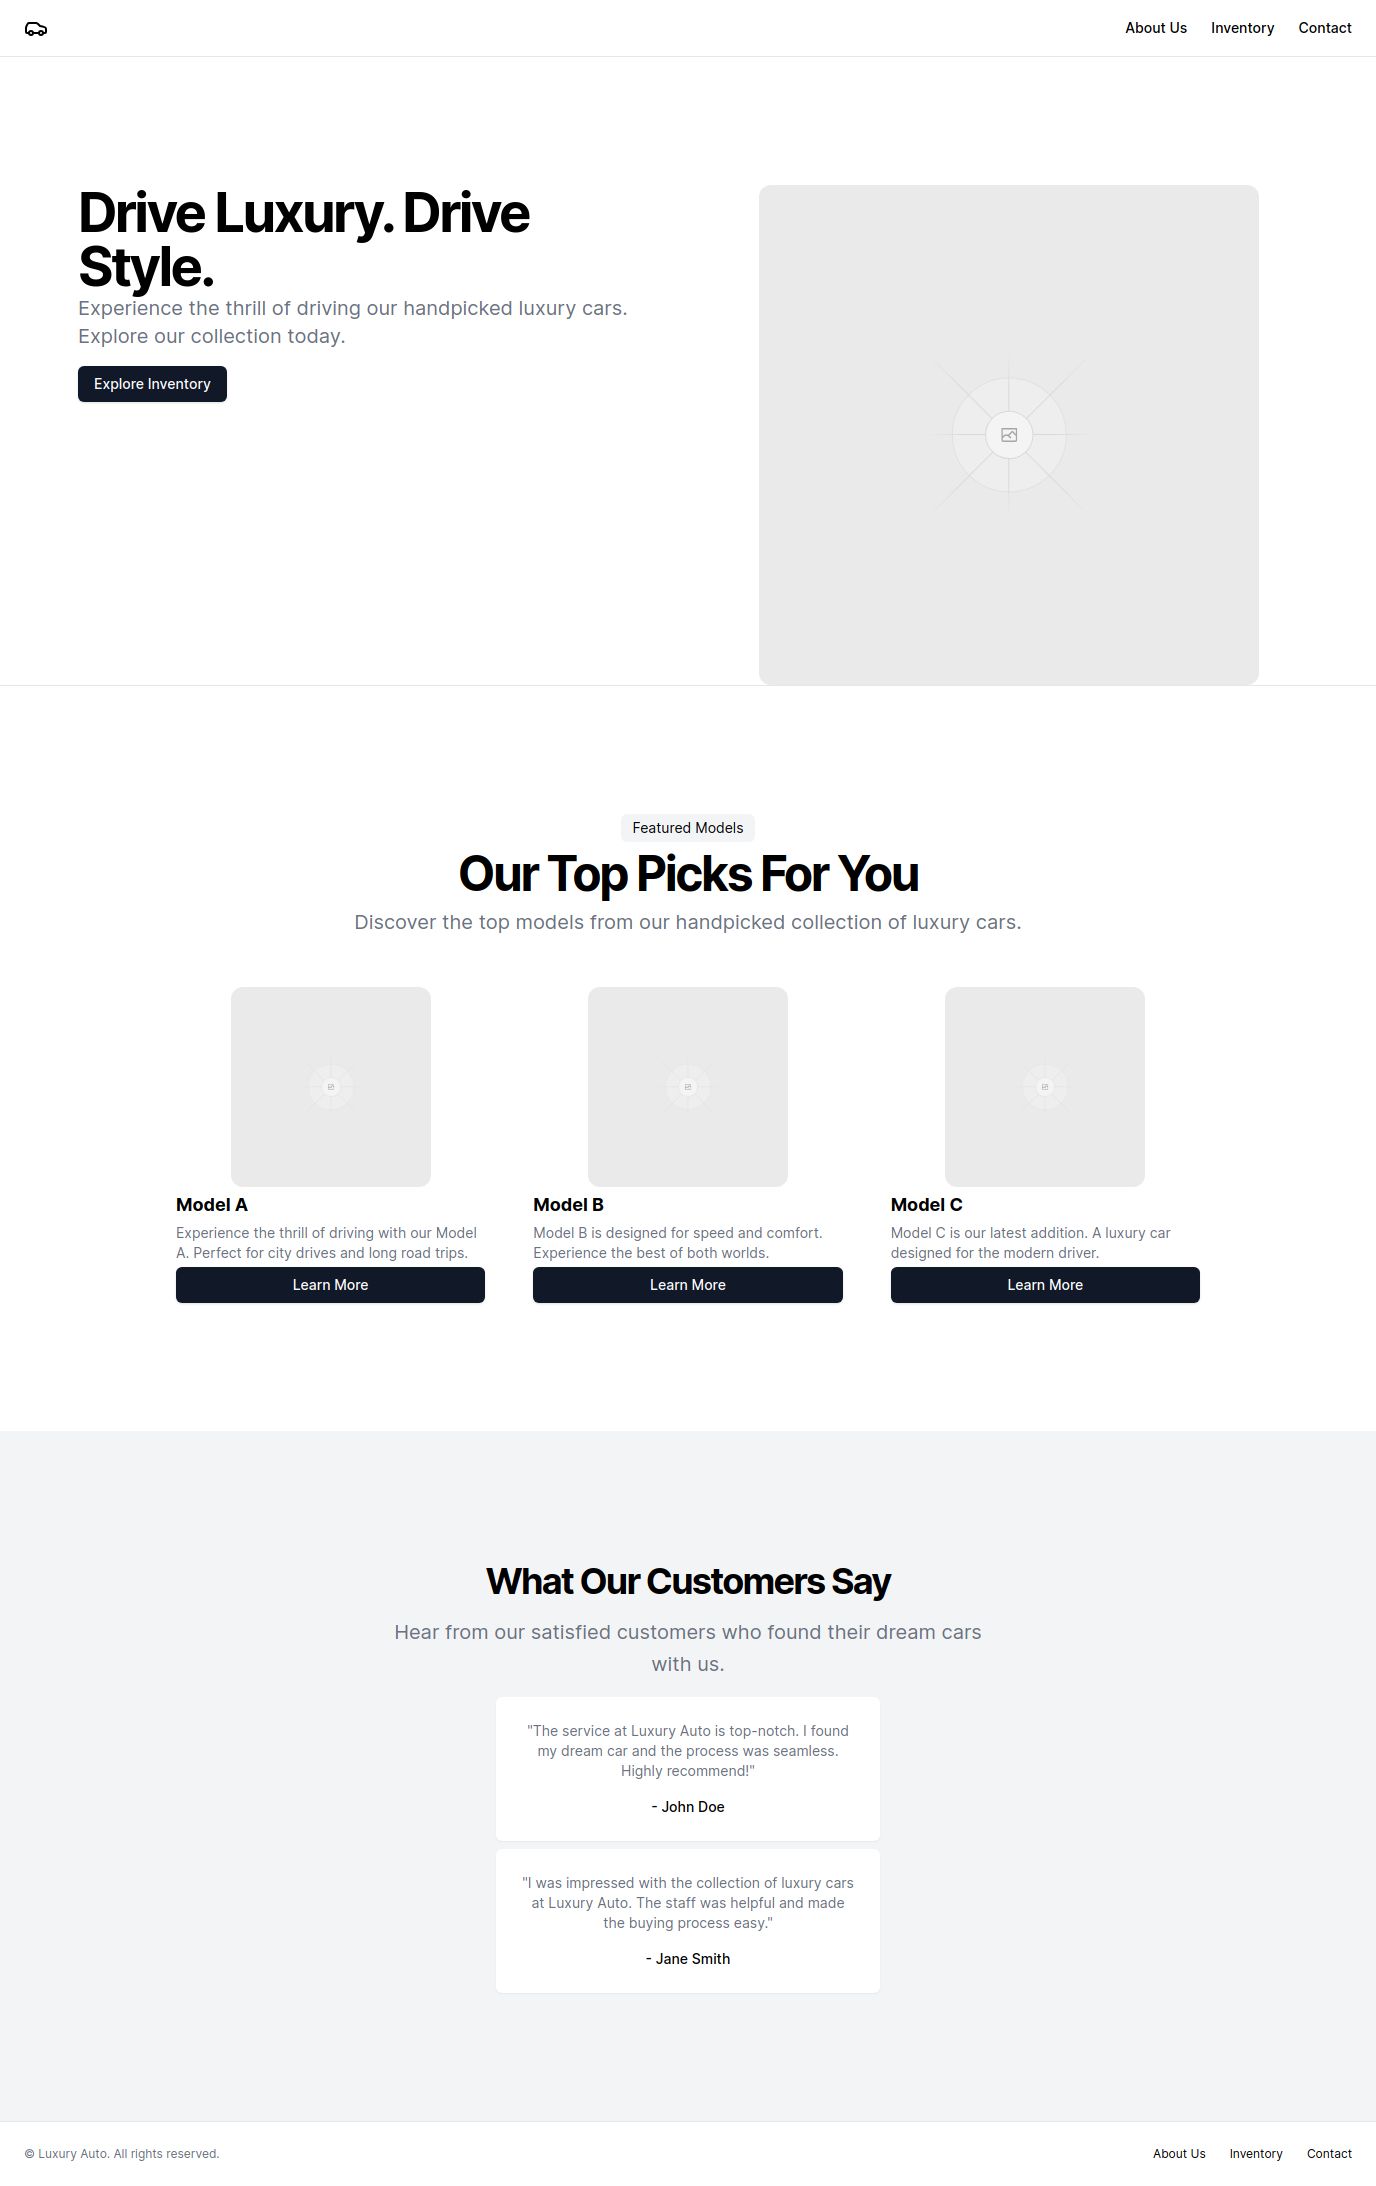 About Us Inventory Contact
Drive Luxury. Drive
Style.
Experience the thrill of driving our handpicked luxury cars.
Explore our collection today.
Explore Inventory
Featured Models
Our Top Picks For You
Discover the top models from our handpicked collection of luxury cars.
Model A
Experience the thrill of driving with our Model
A. Perfect for city drives and long road trips.
Learn More
Model B
Model B is designed for speed and comfort.
Experience the best of both worlds.
Learn More
Model C
Model C is our latest addition. A luxury car
designed for the modern driver.
Learn More
What Our Customers Say
Hear from our satisfied customers who found their dream cars
with us.
"The service at Luxury Auto is top-notch. I found
my dream car and the process was seamless.
Highly recommend!"
- John Doe
"I was impressed with the collection of luxury cars
at Luxury Auto. The staff was helpful and made
the buying process easy."
- Jane Smith
© Luxury Auto. All rights reserved.
About Us Inventory Contact